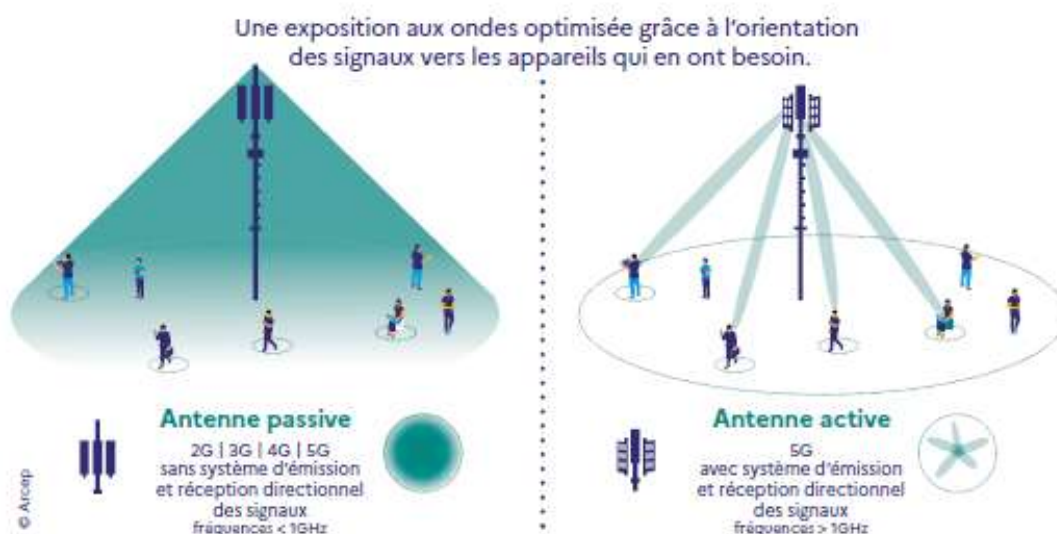 Une exposition aux ondes optimisée grâce à l'orientation
des signaux vers les appareils qui en ont besoin.
Antenne passive
2G | 3G | 4G | 5G
sans système d'émission
et réception directionnel
des signaux
fréquences < 1GHz
Antenne active
5G
avec système d'émission
et réception directionnel
des signaux
fréquences > 1GHz
© Arcep